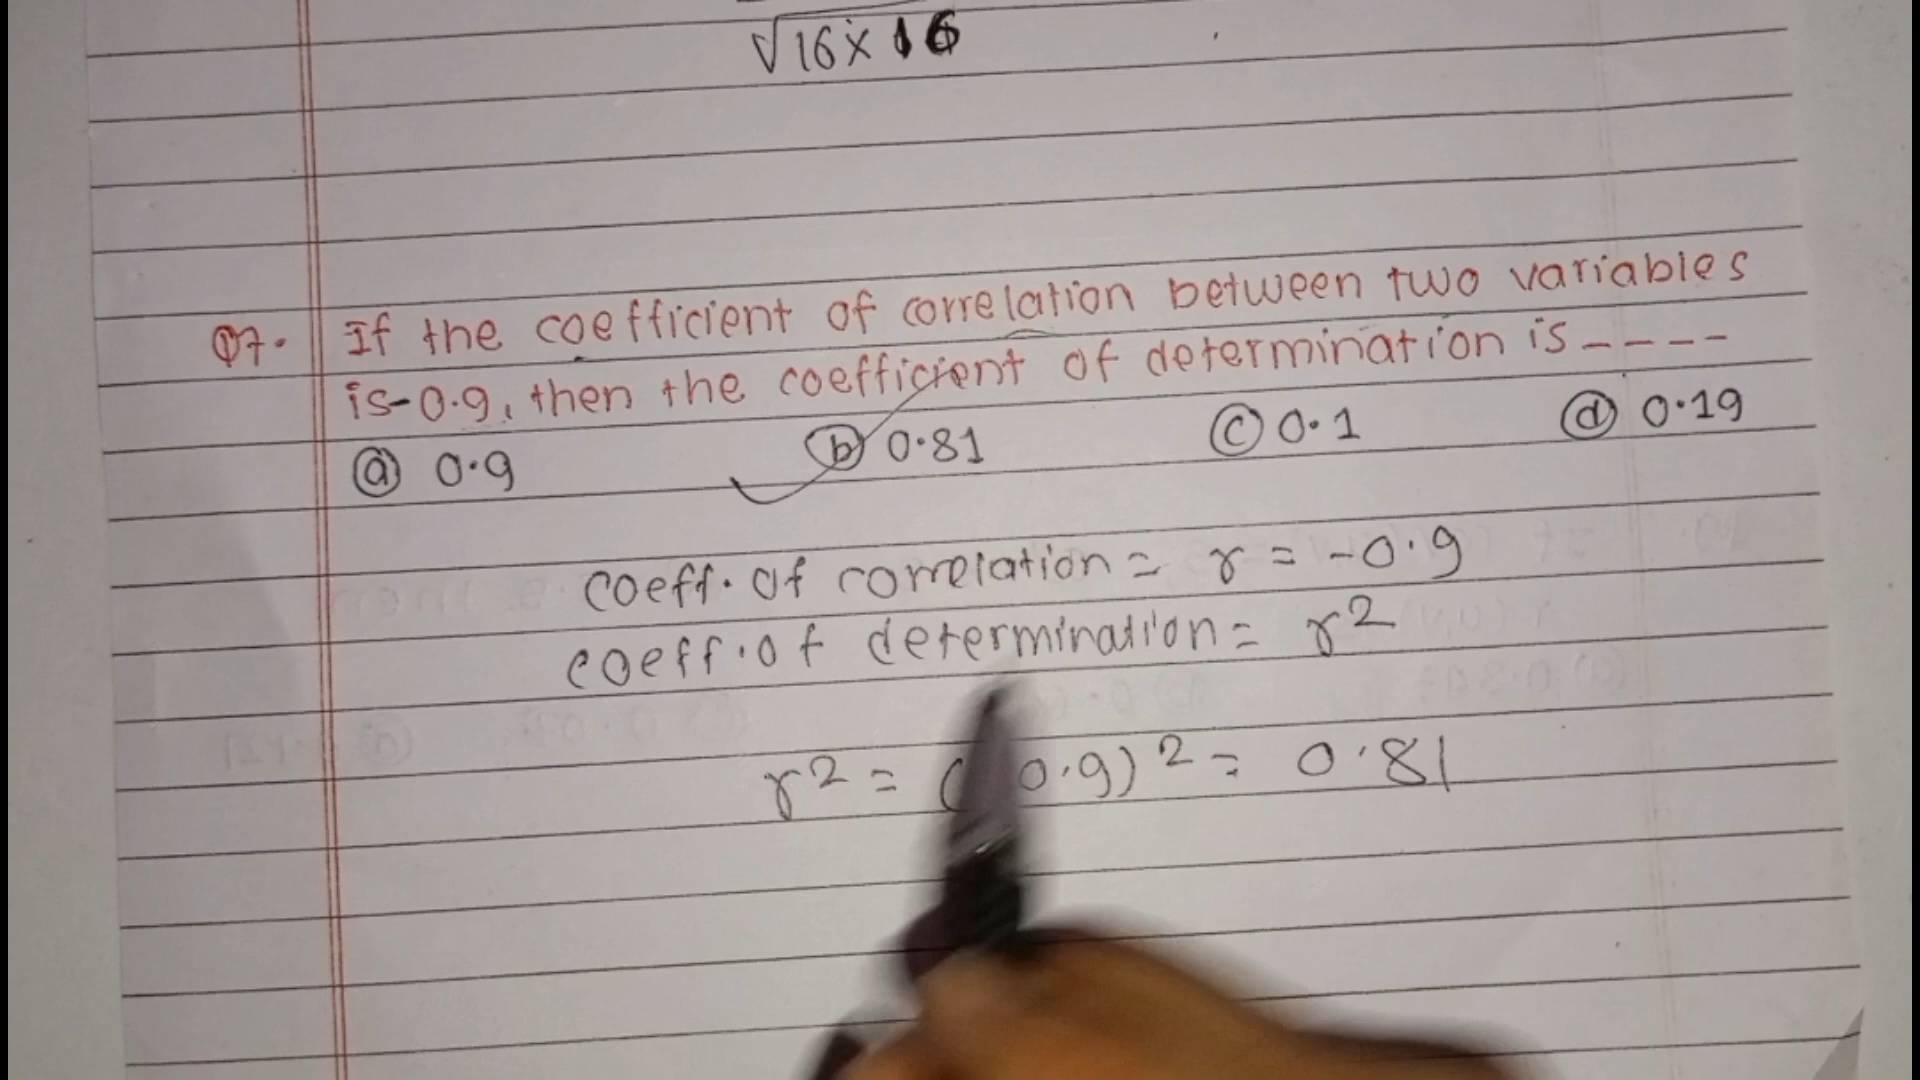 √16×16
Q7. If the coefficient of correlation between two variables
is-0.9, then the coefficient of determination is ----
(a) 0.9 (b) 0.81 (c) 0.1 (d) 0.19
coeff. of correlation = r = -0.9
coeff. of determination = r²
r² = ( 0.9)² = 0.81